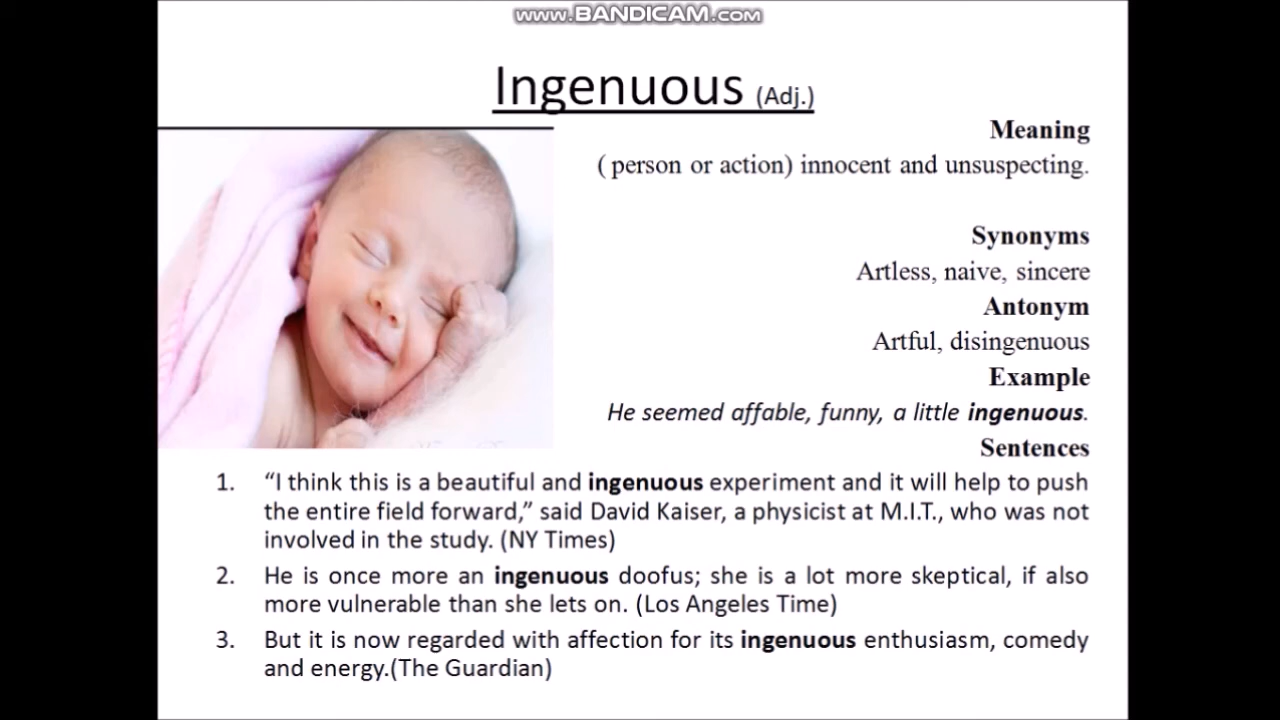 www.BANDICAM.com
Ingenuous (Adj.)
Meaning
( person or action) innocent and unsuspecting.
Synonyms
Artless, naive, sincere
Antonym
Artful, disingenuous
Example
He seemed affable, funny, a little ingenuous.
Sentences
1. “I think this is a beautiful and ingenuous experiment and it will help to push
the entire field forward,” said David Kaiser, a physicist at M.I.T., who was not
involved in the study. (NY Times)
2. He is once more an ingenuous doofus; she is a lot more skeptical, if also
more vulnerable than she lets on. (Los Angeles Time)
3. But it is now regarded with affection for its ingenuous enthusiasm, comedy
and energy.(The Guardian)